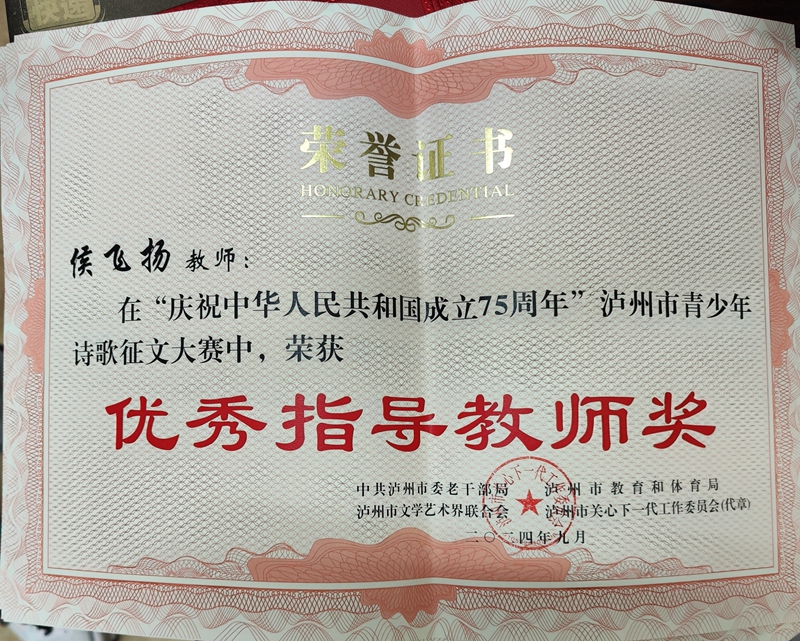 快递
荣誉证书
HONORARY CREDENTIAL
侯飞扬 教师：
在“庆祝中华人民共和国成立75周年”泸州市青少年
诗歌征文大赛中，荣获
优秀指导教师奖
中共泸州市委老干部局 泸州市教育和体育局
泸州市文学艺术界联合会 泸州市关心下一代工作委员会(代章)
二〇二四年九月